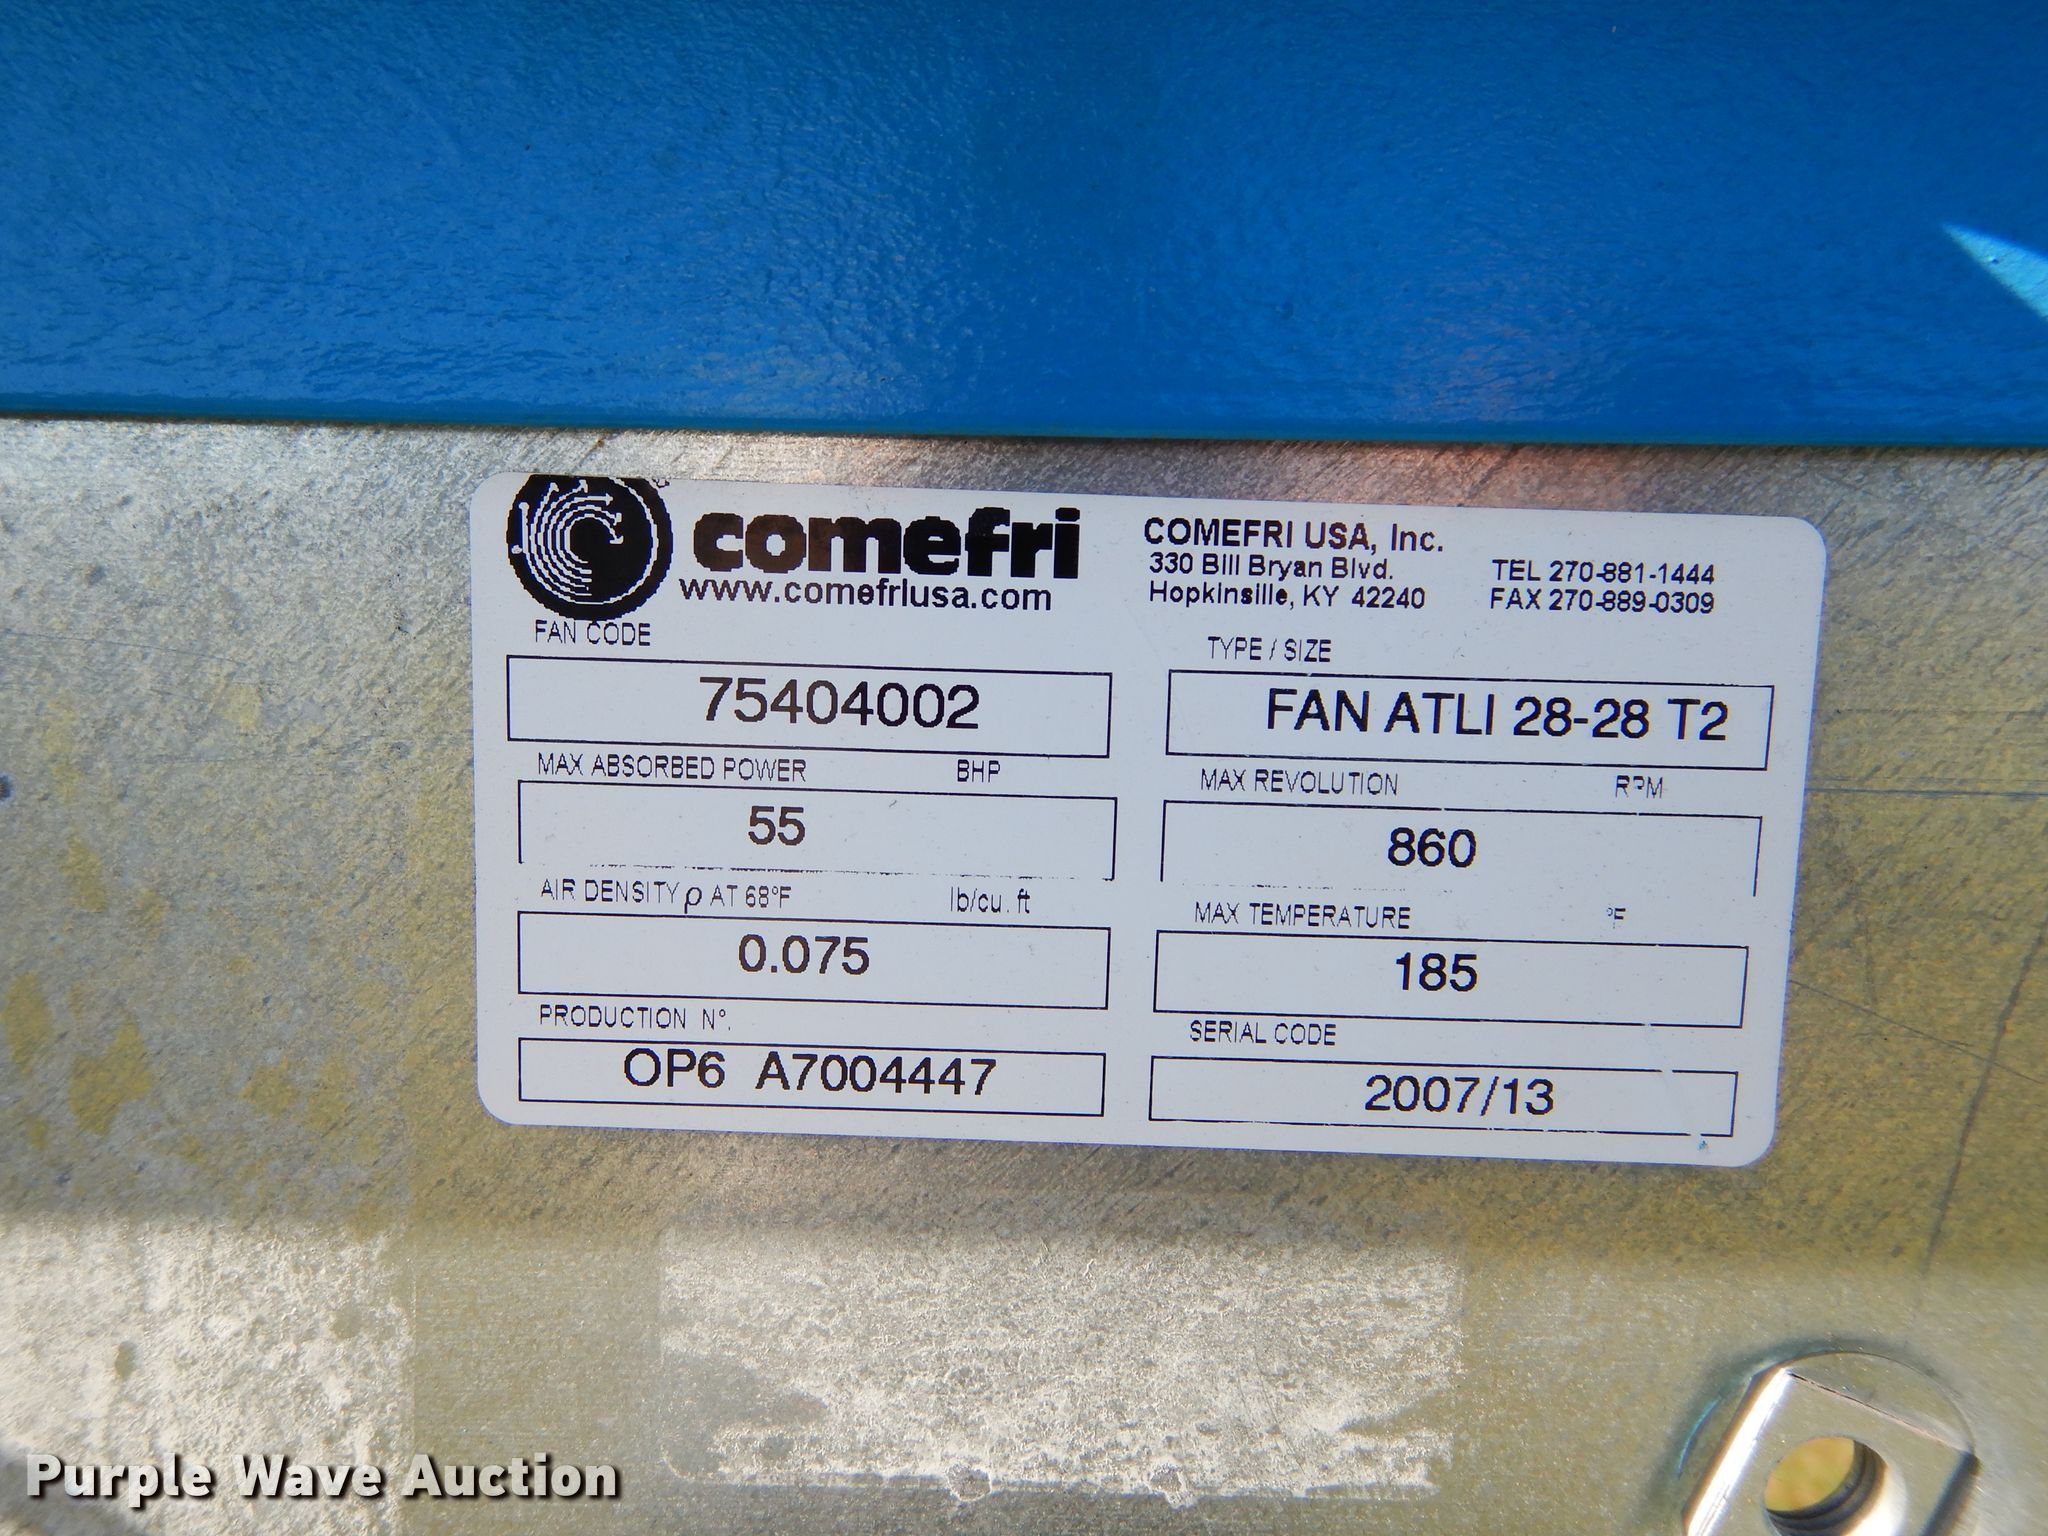 comefri
www.comefriusa.com
COMEFRI USA, Inc.
330 Bill Bryan Blvd.
Hopkinsille, KY 42240
TEL 270-881-1444
FAX 270-889-0309
FAN CODE
75404002
TYPE / SIZE
FAN ATLI 28-28 T2
MAX ABSORBED POWER BHP
55
MAX REVOLUTION RPM
860
AIR DENSITY ρ AT 68°F lb/cu. ft
0.075
MAX TEMPERATURE °F
185
PRODUCTION N°.
OP6 A7004447
SERIAL CODE
2007/13
Purple Wave Auction